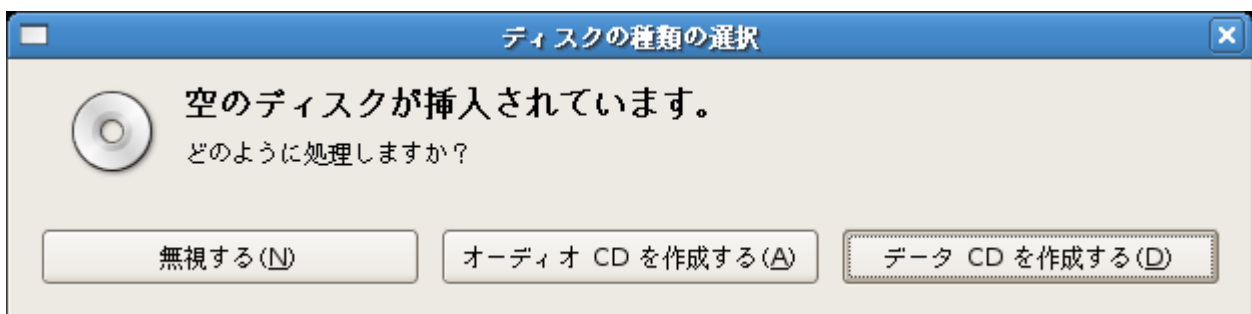 ディスクの種類の選択
空のディスクが挿入されています。
どのように処理しますか？
無視する(N)
オーディオ CD を作成する(A)
データ CD を作成する(D)